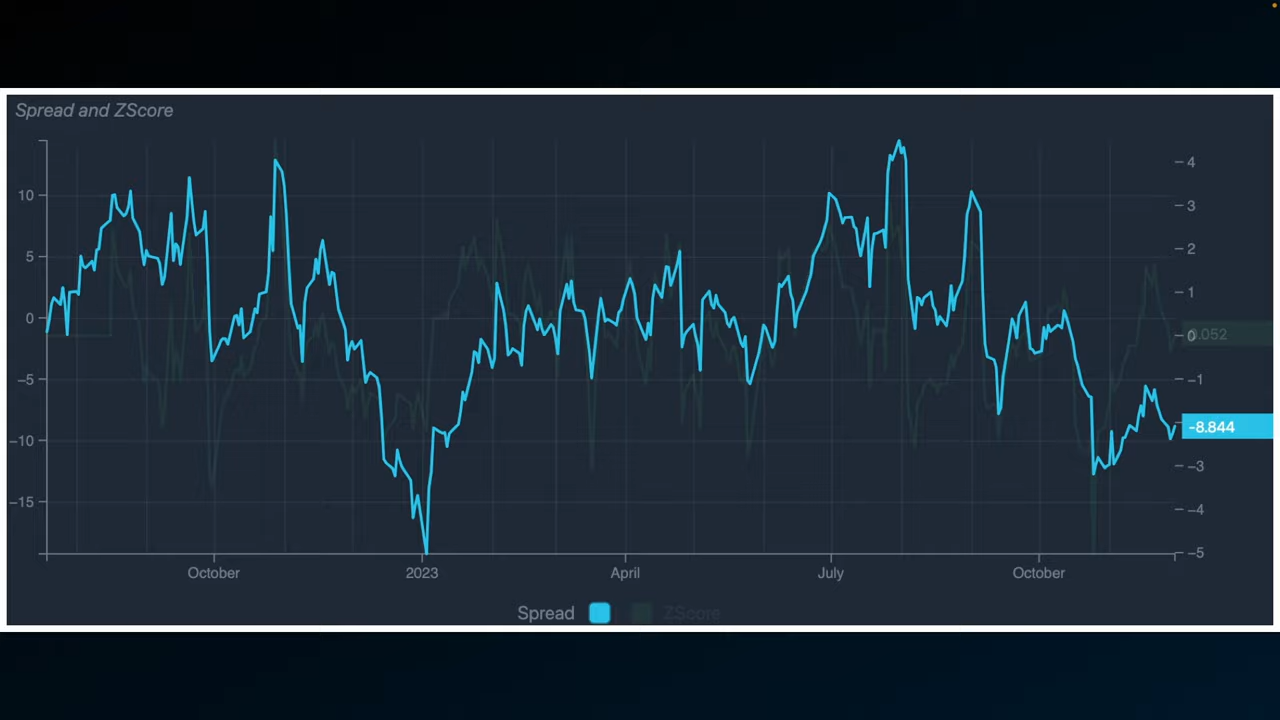 Spread and ZScore
10
5
0
−5
−10
−15
4
3
2
1
0
0.052
−1
-8.844
−3
−4
−5
October
2023
April
July
October
Spread
ZScore